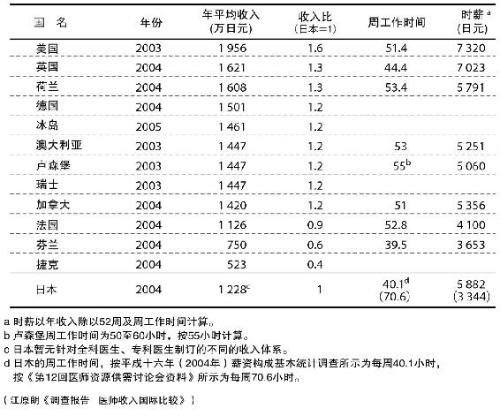 国 名 年份 年平均收入 收入比 周工作时间 时薪a
(万日元) (日本=1) (日元)
美国 2003 1 956 1.6 51.4 7 320
英国 2004 1 621 1.3 44.4 7 023
荷兰 2004 1 608 1.3 53.4 5 791
德国 2004 1 501 1.2
冰岛 2005 1 461 1.2
澳大利亚 2003 1 447 1.2 53 5 251
卢森堡 2003 1 447 1.2 55b 5 060
瑞士 2003 1 447 1.2
加拿大 2004 1 420 1.2 51 5 356
法国 2004 1 126 0.9 52.8 4 100
芬兰 2004 750 0.6 39.5 3 653
捷克 2004 523 0.4
日本 2004 1 228c 1 40.1d 5 882
(70.6) (3 344)
a 时薪以年收入除以52周及周工作时间计算。
b 卢森堡周工作时间为50至60小时，按55小时计算。
c 日本暂无针对全科医生、专科医生制订的不同的收入体系。
d 日本的周工作时间，按平成十六年（2004年）薪资构成基本统计调查所示为每周40.1小时，
按《第12回医师资源供需讨论会资料》所示为每周70.6小时。
（江原朗《调查报告 医师收入国际比较》）